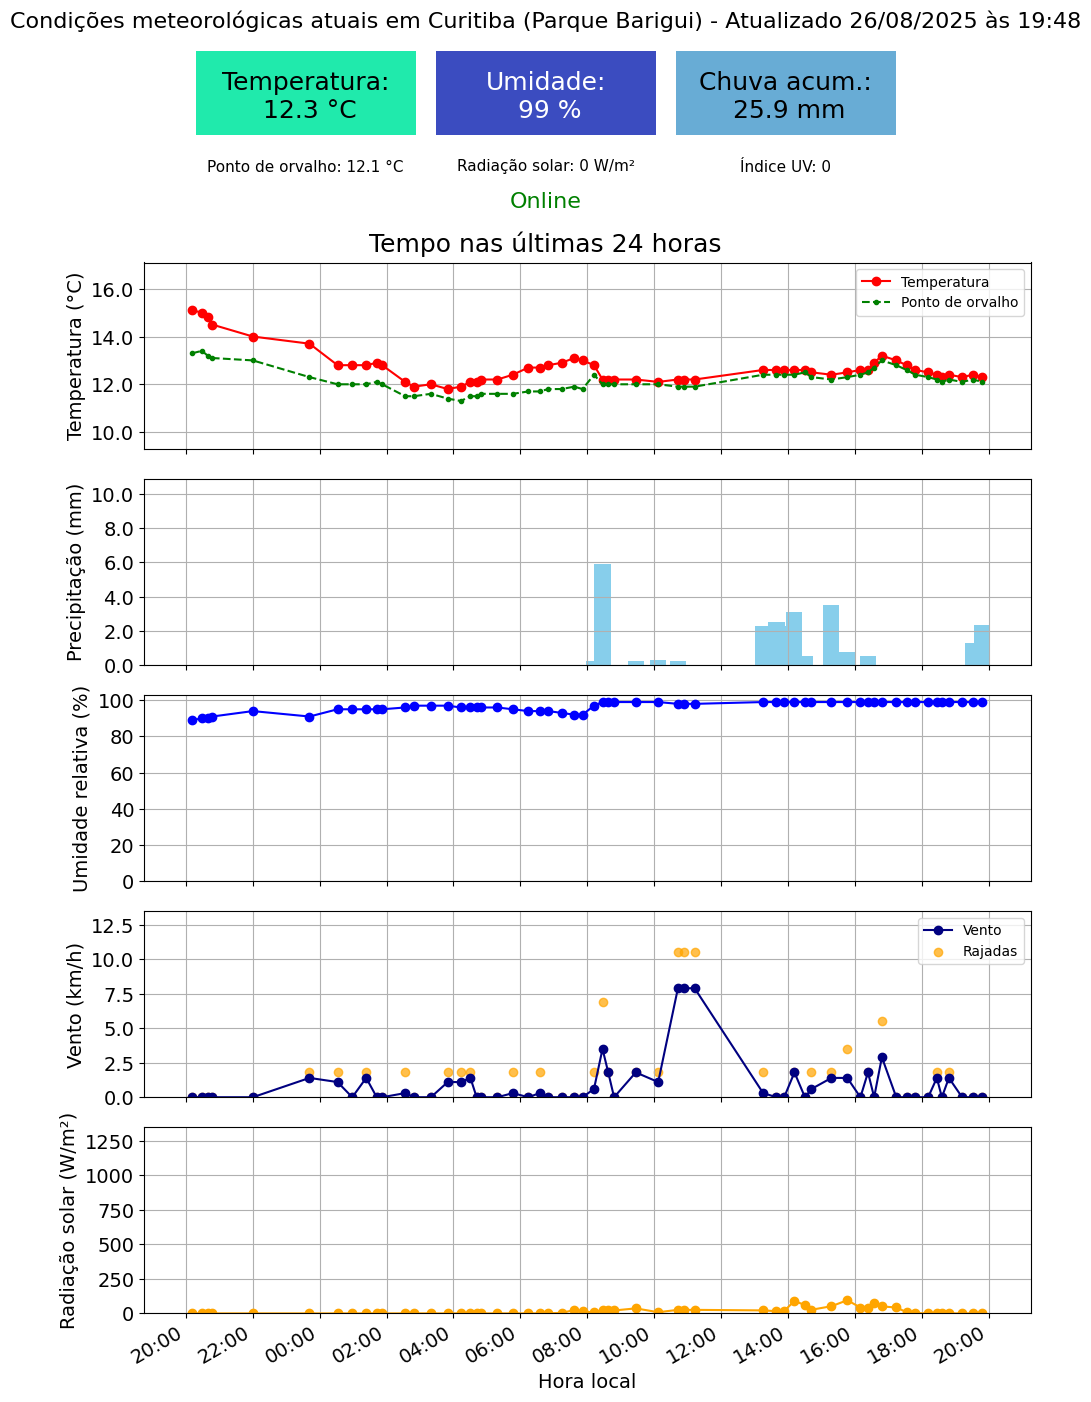 Condições meteorológicas atuais em Curitiba (Parque Barigui) - Atualizado 26/08/2025 às 19:48
Temperatura:
12.3 °C
Umidade:
99 %
Chuva acum.:
25.9 mm
Ponto de orvalho: 12.1 °C
Radiação solar: 0 W/m²
Índice UV: 0
Online
Tempo nas últimas 24 horas
Temperatura (°C)
16.0
14.0
12.0
10.0
Temperatura
Ponto de orvalho
Precipitação (mm)
10.0
8.0
6.0
4.0
2.0
0.0
Umidade relativa (%)
100
80
60
40
20
0
Vento (km/h)
12.5
10.0
7.5
5.0
2.5
0.0
Vento
Rajadas
Radiação solar (W/m²)
1250
1000
750
500
250
0
20:00
22:00
00:00
02:00
04:00
06:00
08:00
10:00
12:00
14:00
16:00
18:00
20:00
Hora local